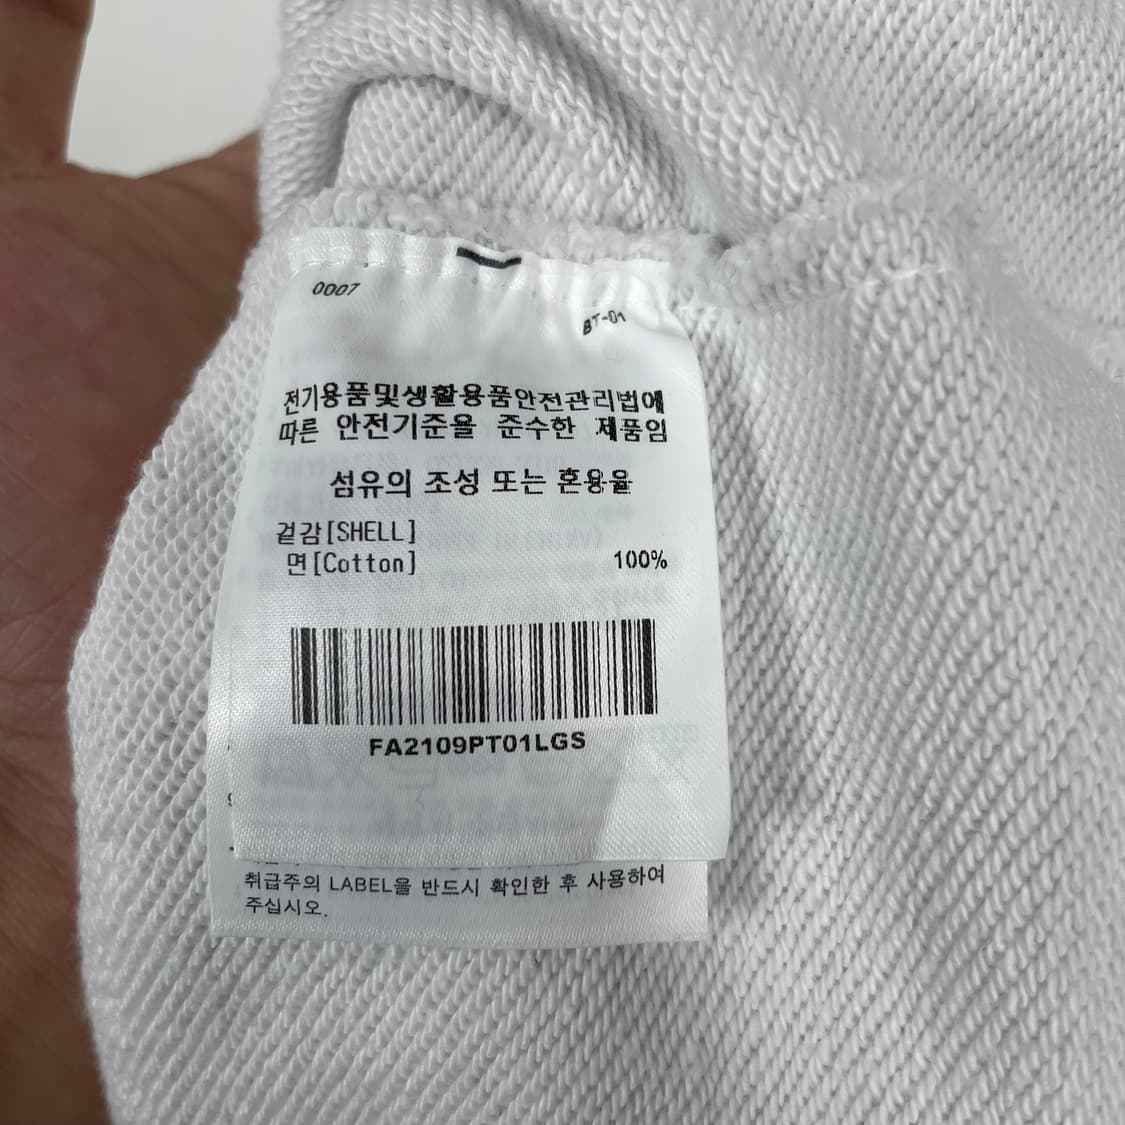 0007
BT-01
전기용품및생활용품안전관리법에
따른 안전기준을 준수한 제품임
섬유의 조성 또는 혼용율
겉감[SHELL]
면[Cotton] 100%
FA2109PT01LGS
취급주의 LABEL을 반드시 확인한 후 사용하여
주십시오.